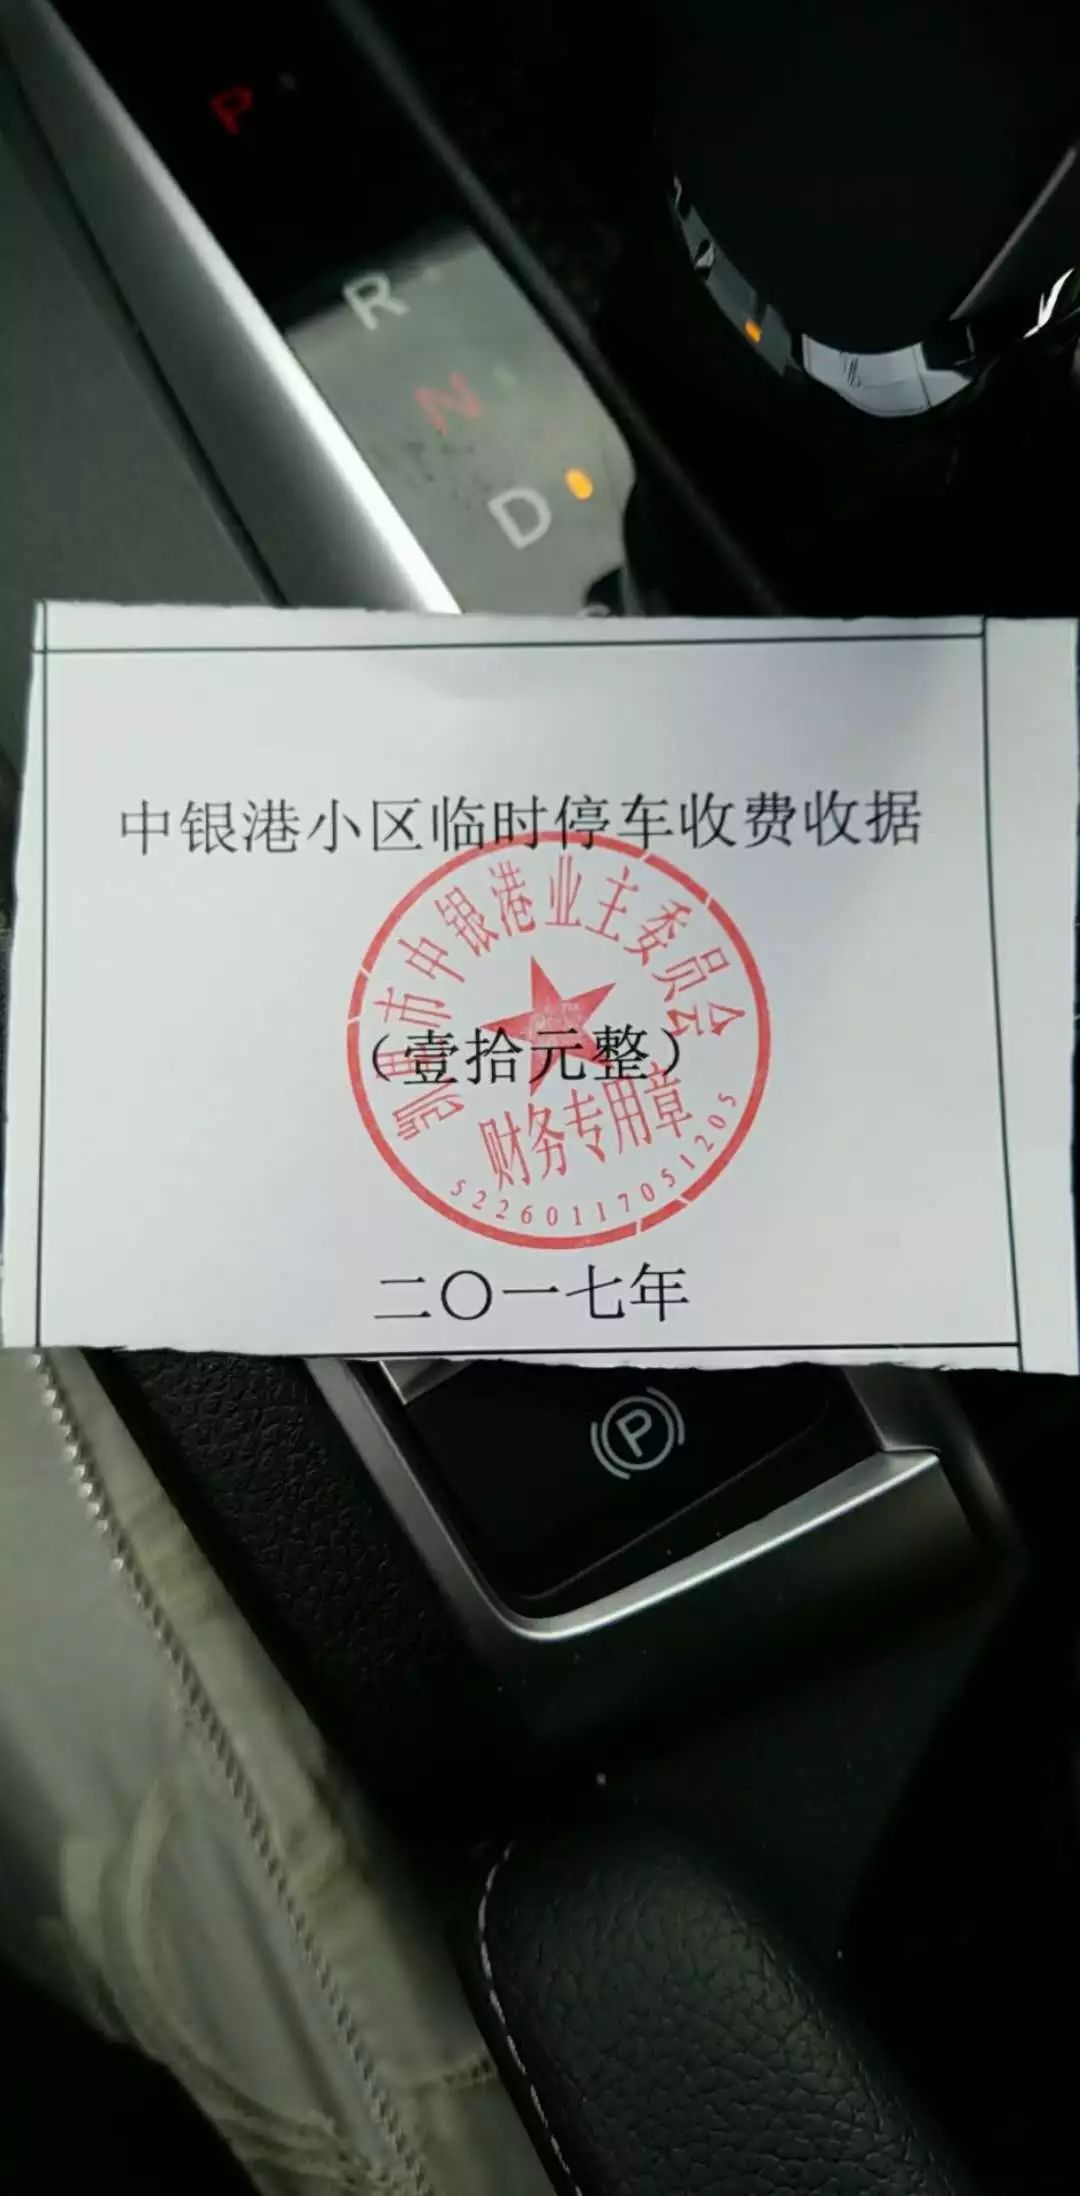 P
R
N
D
中银港小区临时停车收费收据
凯里市中银港业主委员会
（壹拾元整）
财务专用章
52260117051205
二〇一七年
P